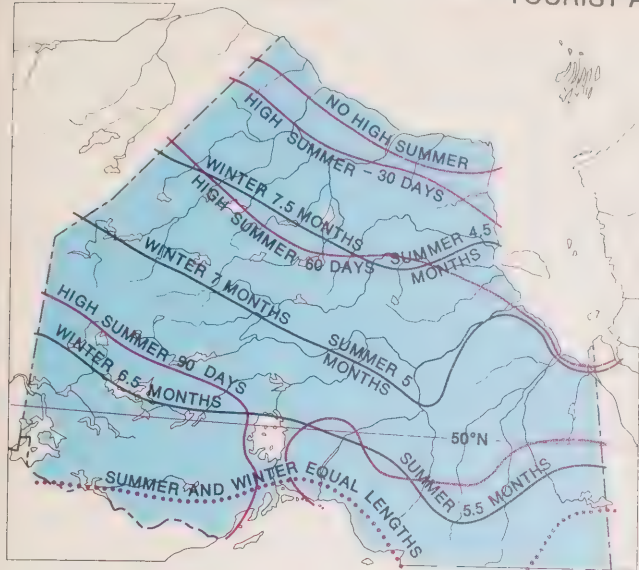 TOURIST A
NO HIGH SUMMER
HIGH SUMMER – 30 DAYS
WINTER 7.5 MONTHS
HIGH SUMMER 60 DAYS
SUMMER 4.5
MONTHS
WINTER 7 MONTHS
SUMMER 5
MONTHS
HIGH SUMMER 90 DAYS
WINTER 6.5 MONTHS
50°N
SUMMER 5.5 MONTHS
SUMMER AND WINTER EQUAL LENGTHS